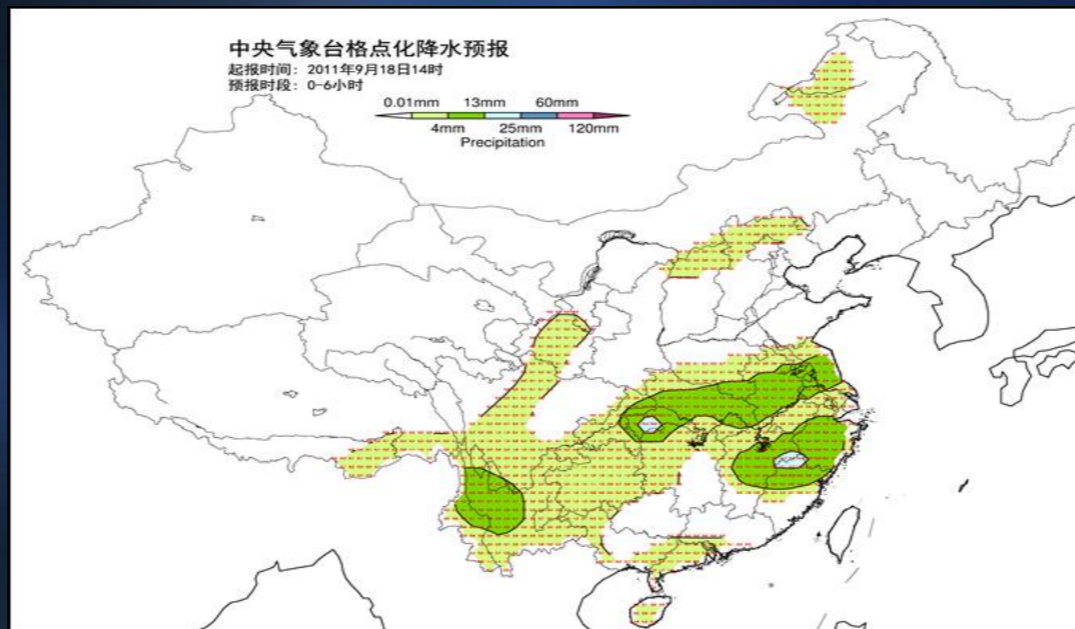 中央气象台格点化降水预报
起报时间：2011年9月18日14时
预报时段：0-6小时
0.01mm 13mm 60mm
4mm 25mm 120mm
Precipitation